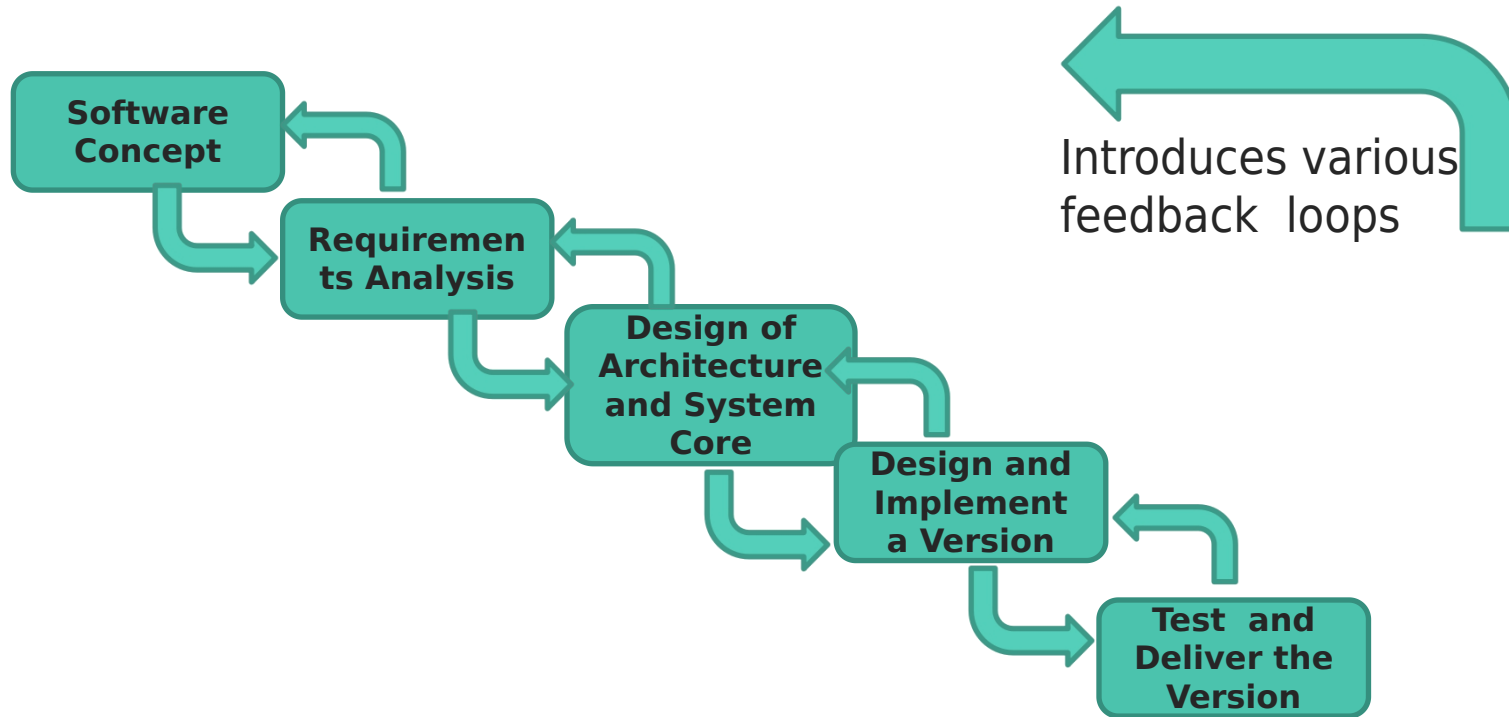 Software
Concept
Introduces various
feedback loops
Requiremen
ts Analysis
Design of
Architecture
and System
Core
Design and
Implement
a Version
Test and
Deliver the
Version